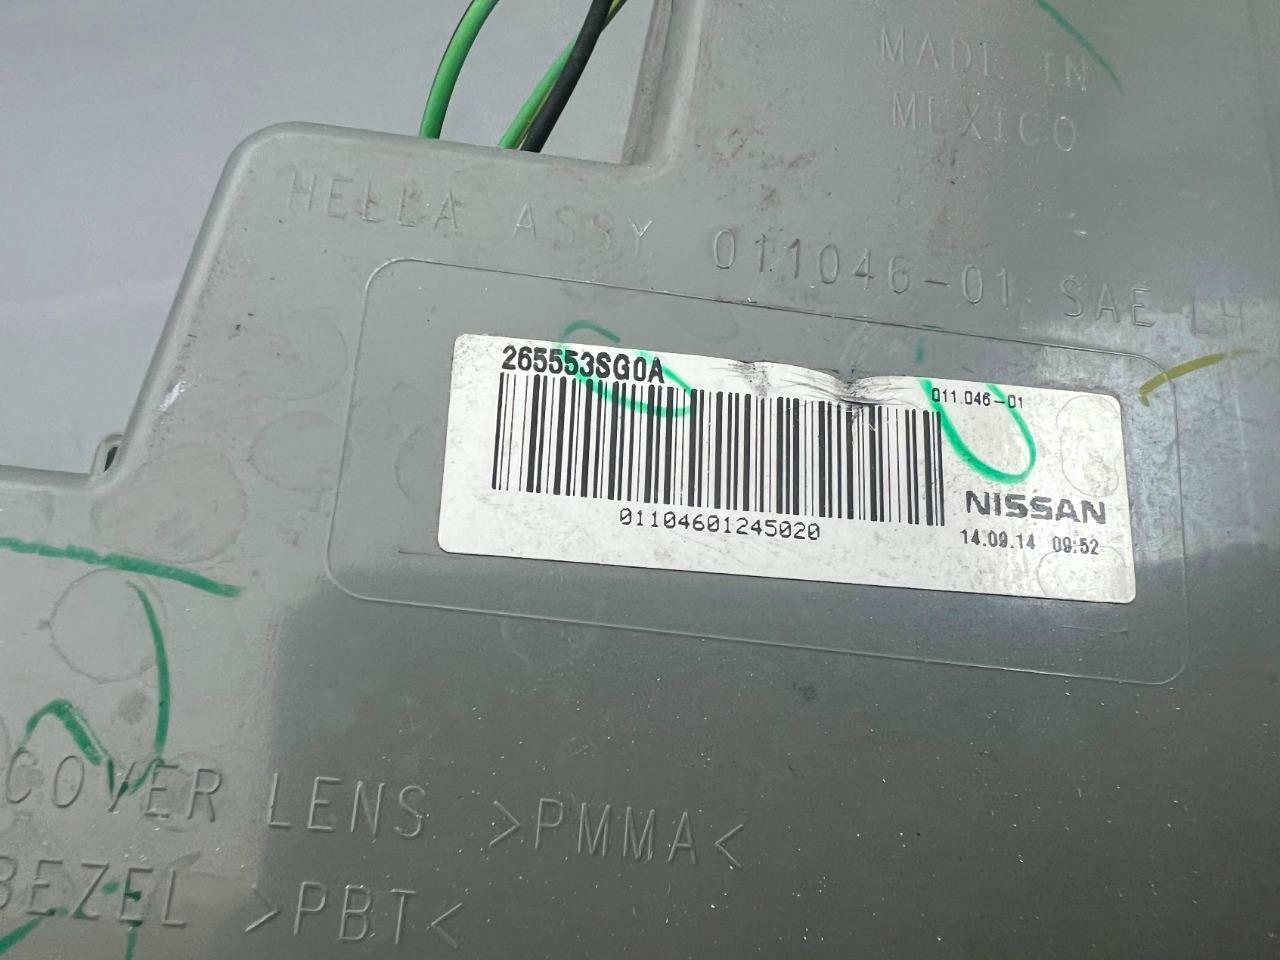 MADE IN
MEXICO
HELLA ASSY 011046-01 SAE LH
265553SG0A
011.046-01
01104601245020
NISSAN
14.09.14 09:52
COVER LENS >PMMA<
BEZEL >PBT<